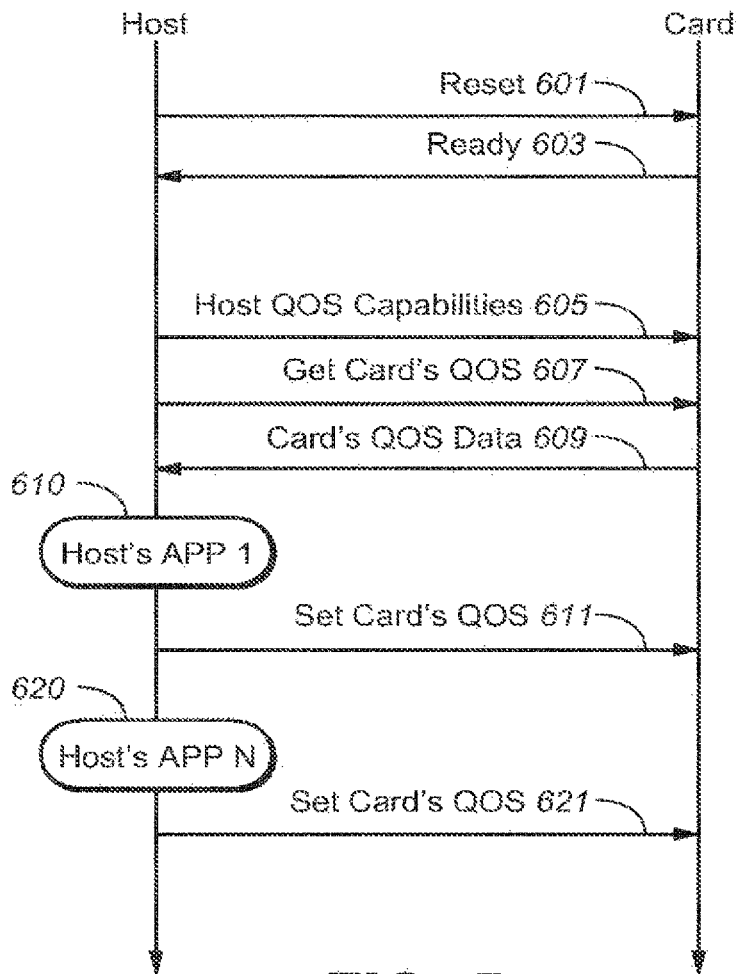 Host Card
Reset 601
Ready 603
Host QOS Capabilities 605
Get Card's QOS 607
Card's QOS Data 609
610
Host's APP 1
Set Card's QOS 611
620
Host's APP N
Set Card's QOS 621